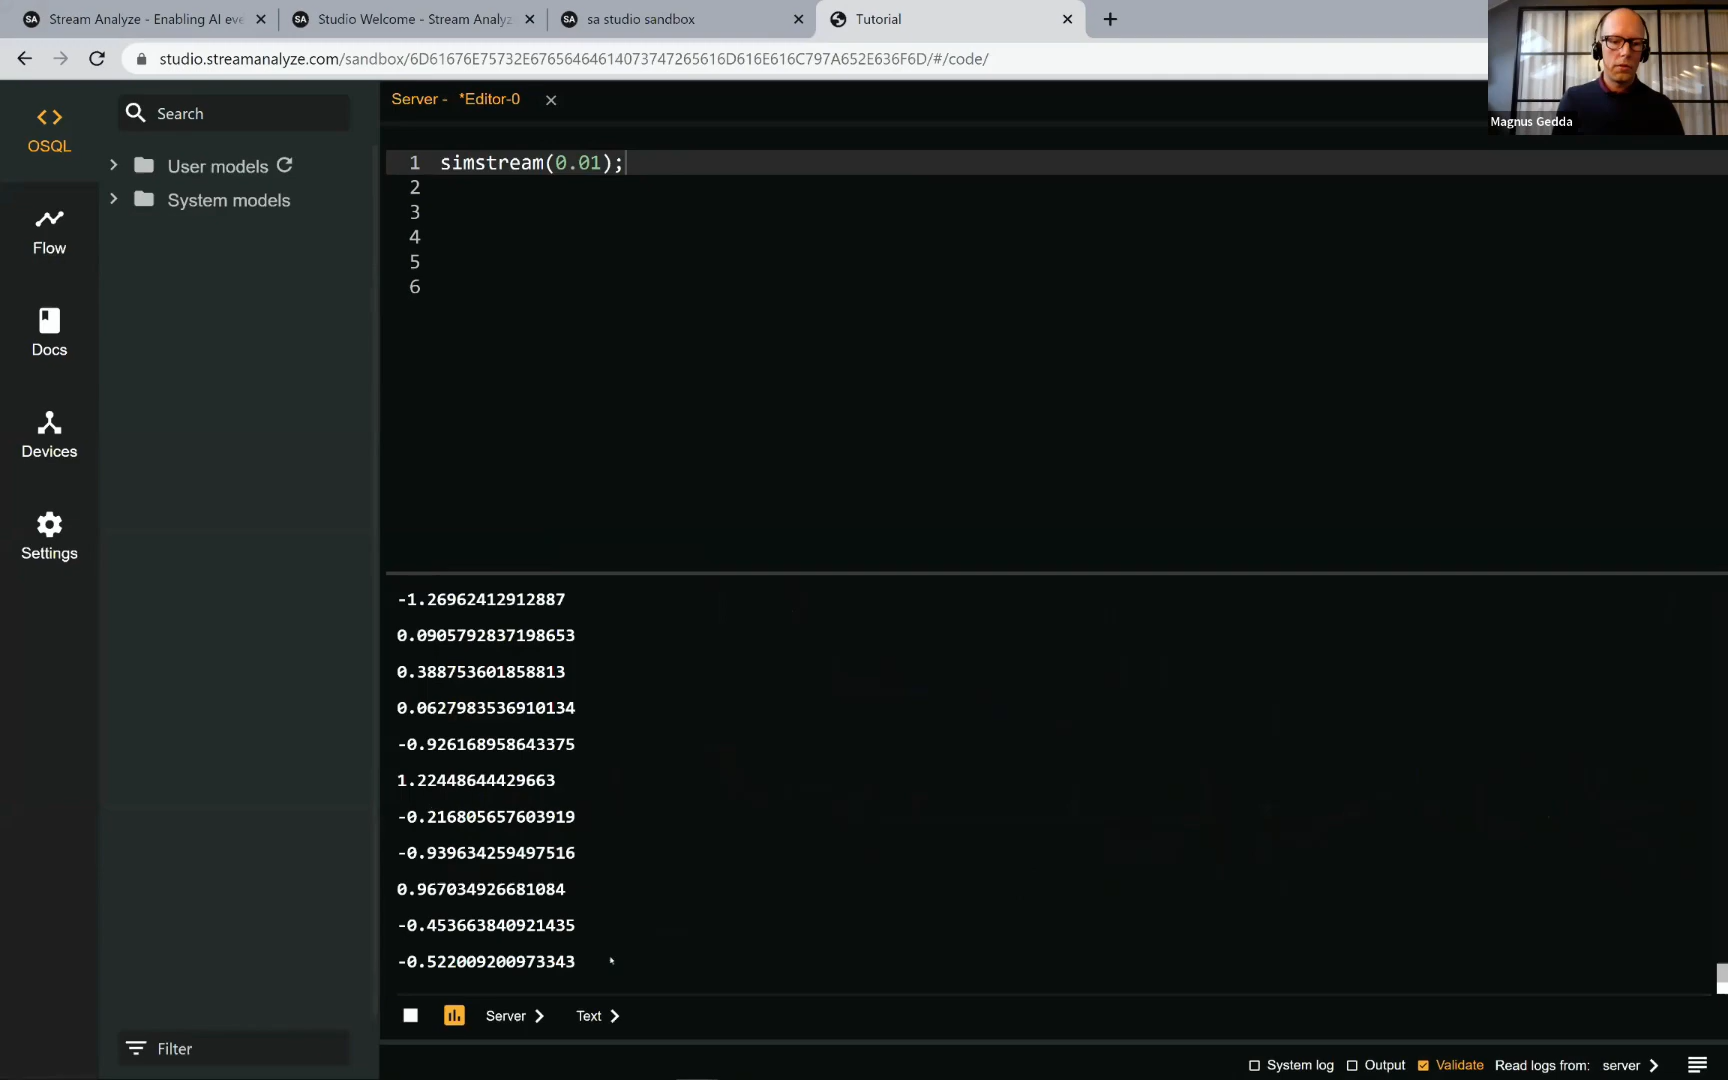 Stream Analyze - Enabling AI eve
Studio Welcome - Stream Analyz
sa studio sandbox
Tutorial
studio.streamanalyze.com/sandbox/6D61676E75732E67656464614073747265616D616E616C797A652E636F6D/#/code/
Magnus Gedda
OSQL
Flow
Docs
Devices
Settings
Search
User models
System models
Filter
Server - *Editor-0
1 simstream(0.01);
2
3
4
5
6
-1.26962412912887
0.0905792837198653
0.388753601858813
0.0627983536910134
-0.926168958643375
1.22448644429663
-0.216805657603919
-0.939634259497516
0.967034926681084
-0.453663840921435
-0.522009200973343
Server
Text
System log Output Validate Read logs from: server